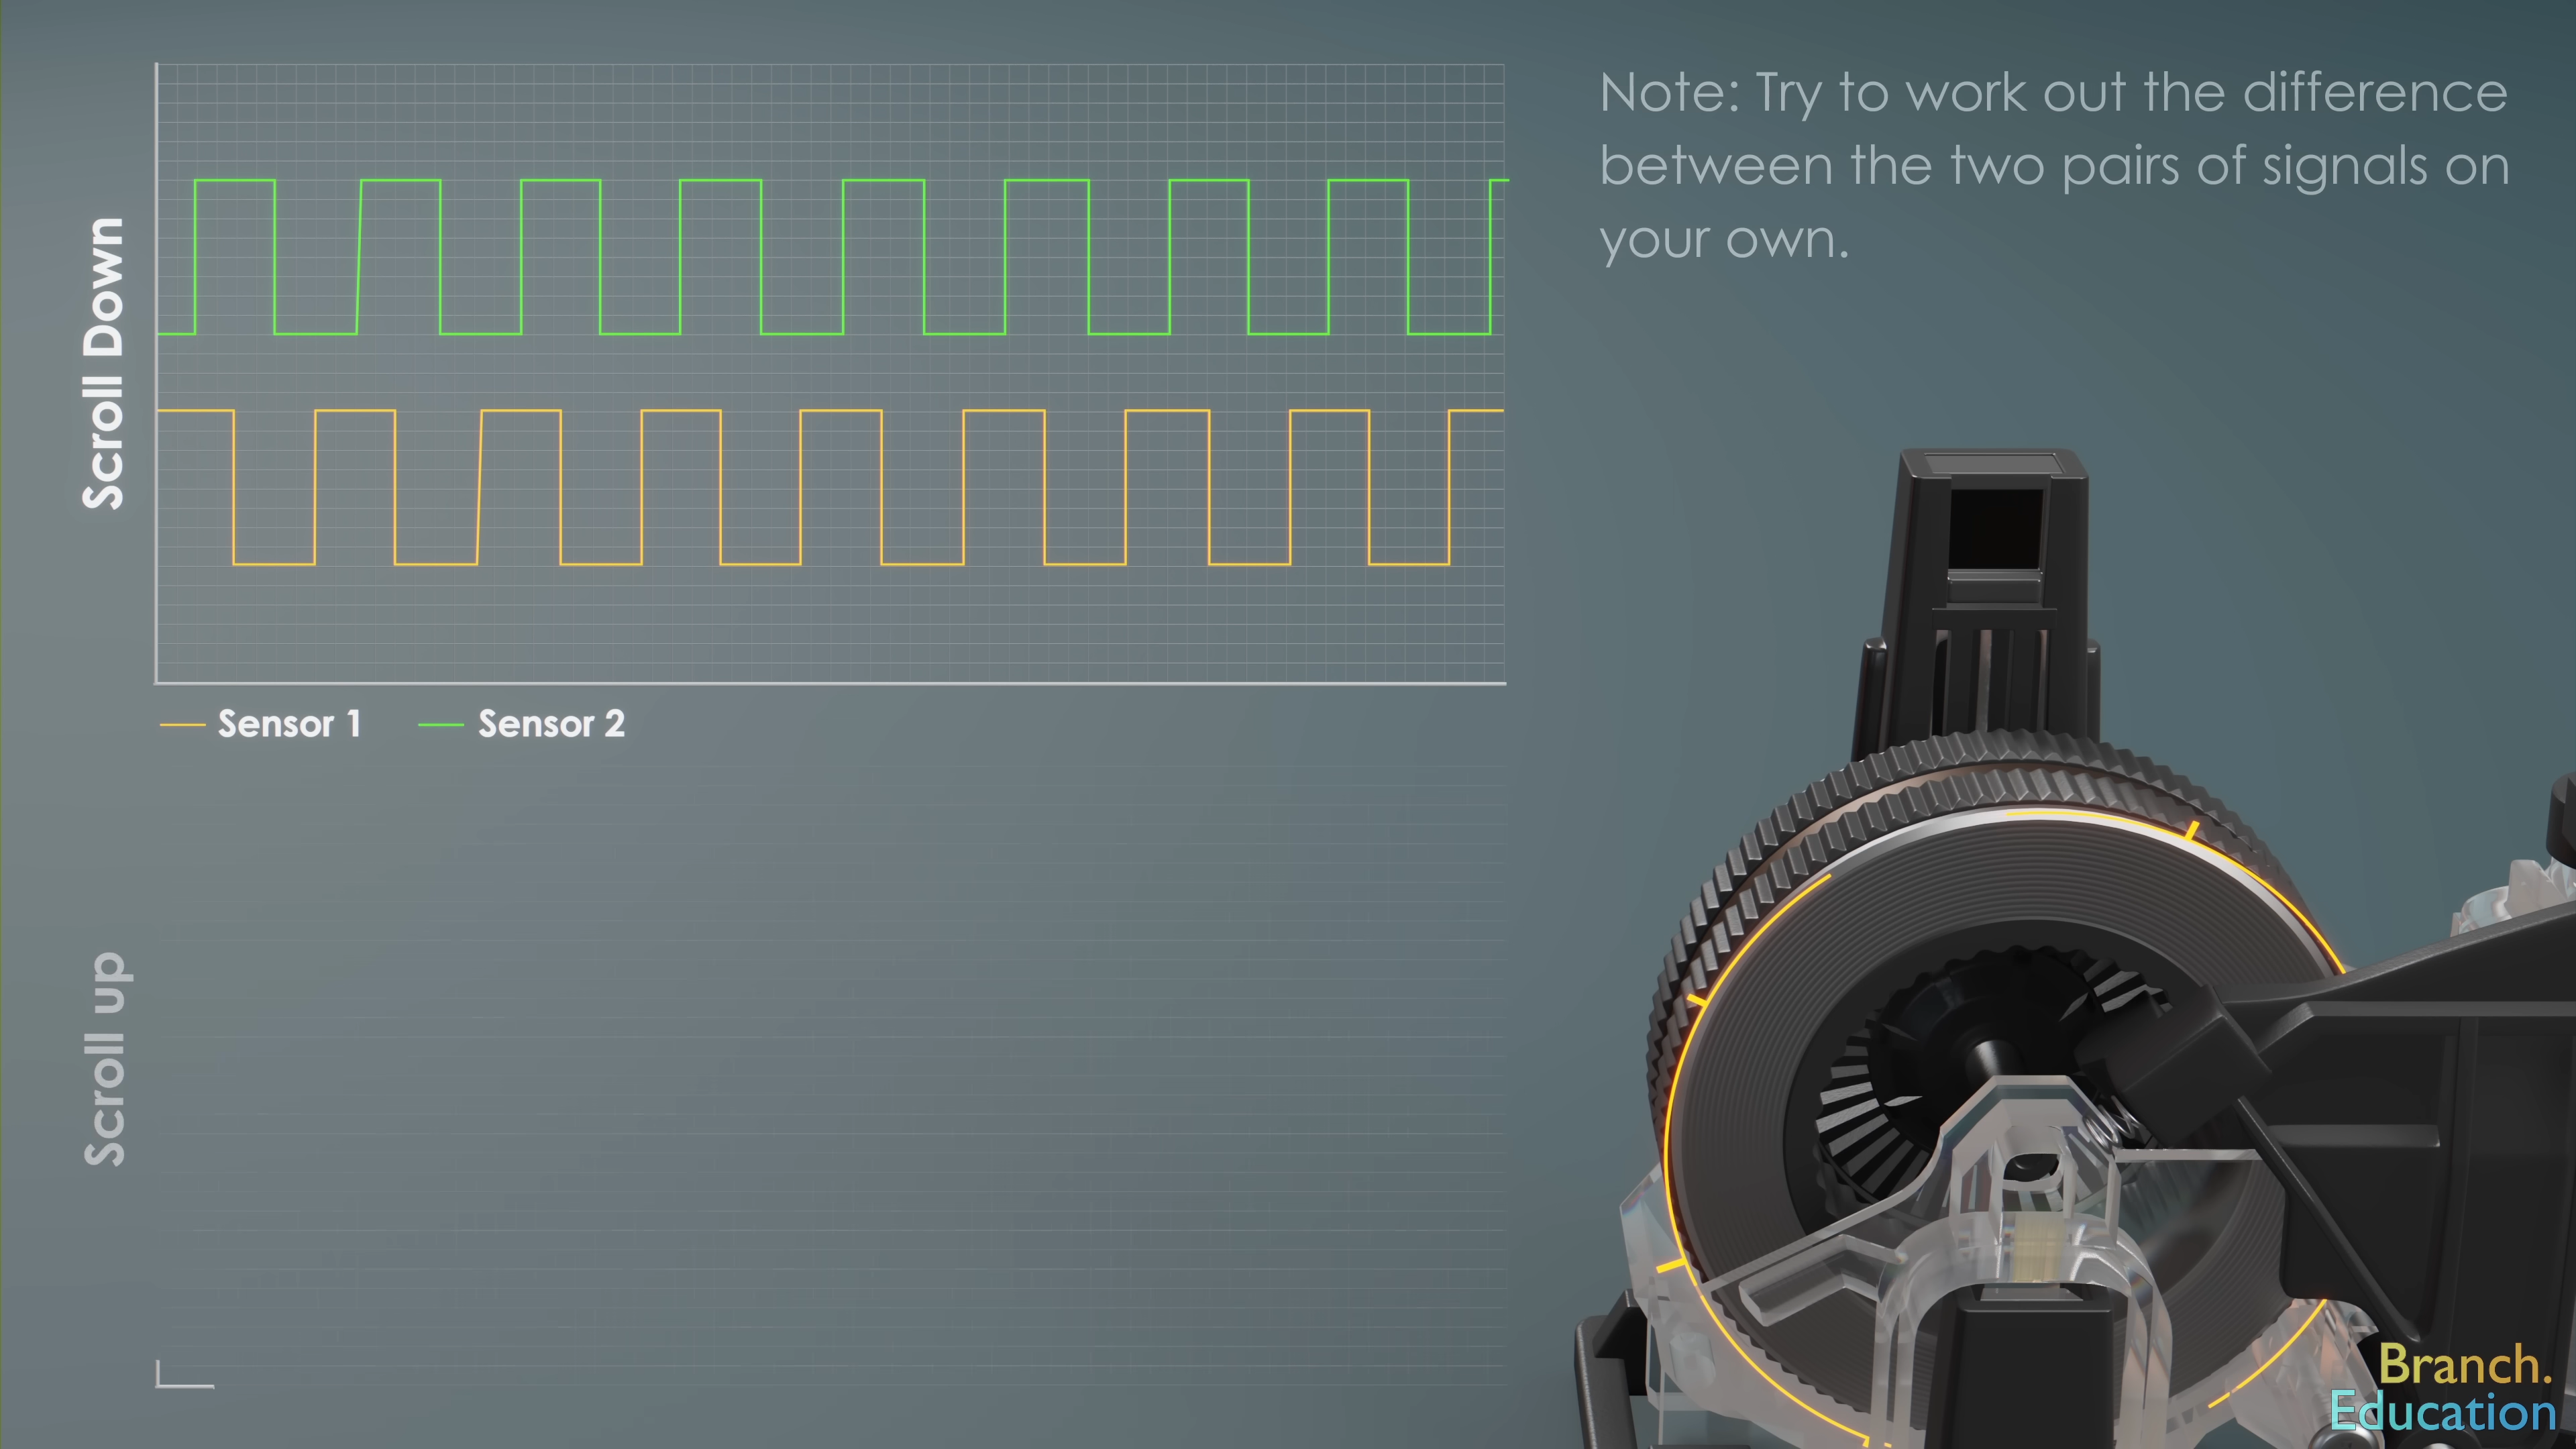 Scroll Down
Note: Try to work out the difference
between the two pairs of signals on
your own.
Sensor 1
Sensor 2
Scroll up
Branch.
Education